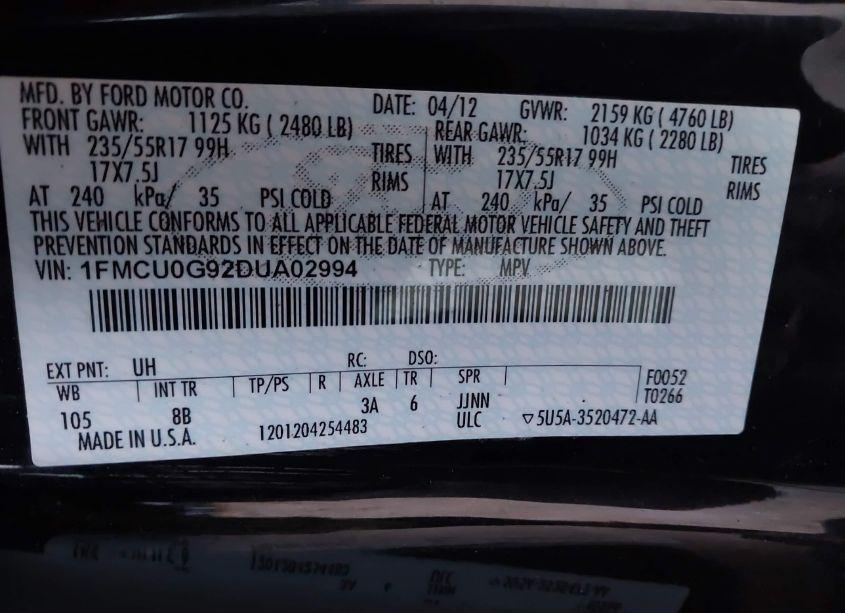 MFD. BY FORD MOTOR CO. DATE: 04/12 GVWR: 2159 KG ( 4760 LB)
FRONT GAWR: 1125 KG ( 2480 LB) REAR GAWR: 1034 KG ( 2280 LB)
WITH 235/55R17 99H TIRES WITH 235/55R17 99H TIRES
17X7.5J RIMS 17X7.5J RIMS
AT 240 kPa/ 35 PSI COLD AT 240 kPa/ 35 PSI COLD
THIS VEHICLE CONFORMS TO ALL APPLICABLE FEDERAL MOTOR VEHICLE SAFETY AND THEFT
PREVENTION STANDARDS IN EFFECT ON THE DATE OF MANUFACTURE SHOWN ABOVE.
VIN: 1FMCU0G92DUA02994 TYPE: MPV
EXT PNT: UH RC: DSO:
WB INT TR TP/PS R AXLE TR SPR F0052
105 8B 3A 6 JJNN T0266
MADE IN U.S.A. 1201204254483 ULC ▽5U5A-3520472-AA